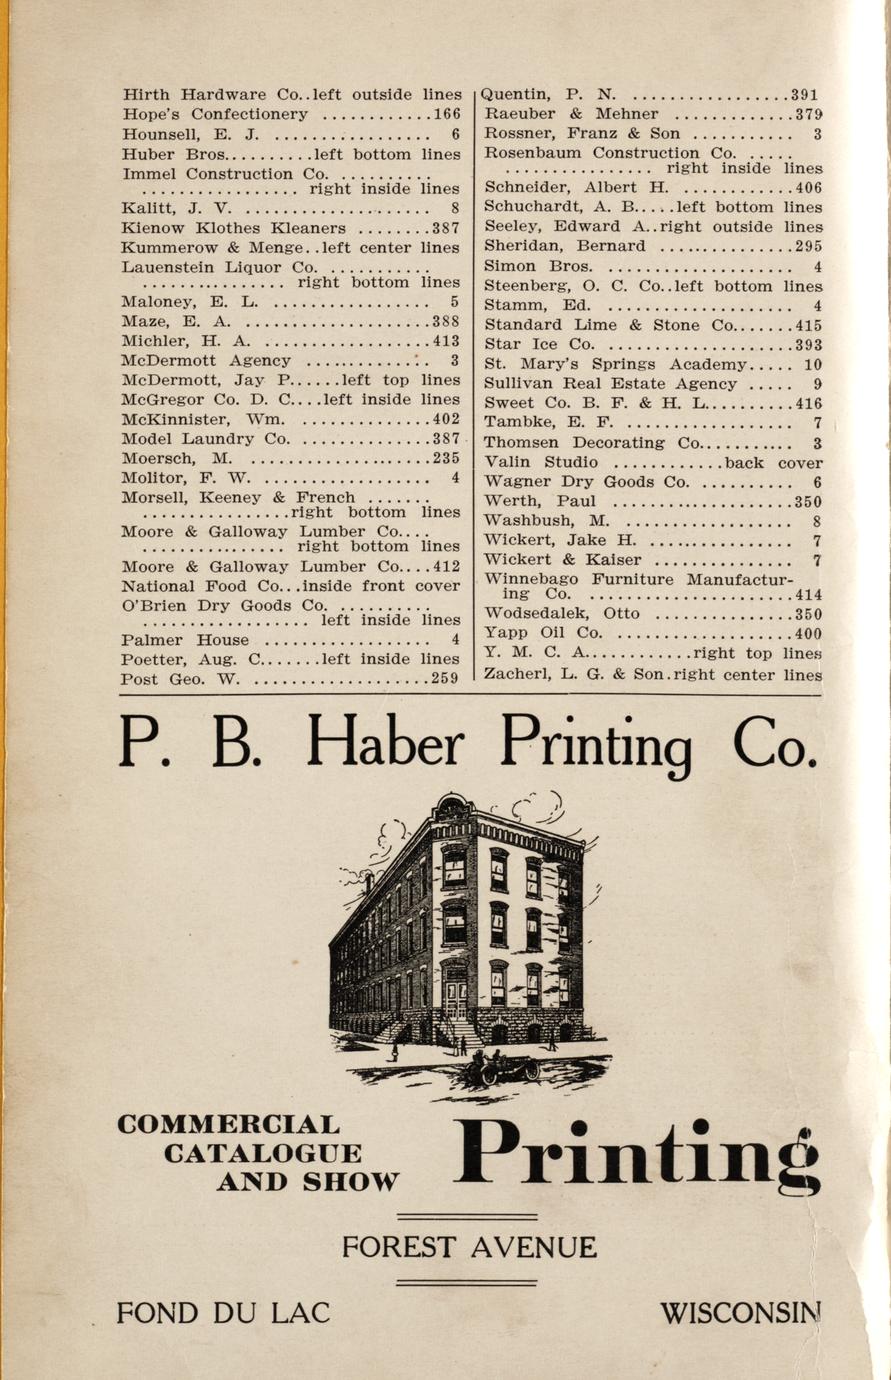 Hirth Hardware Co..left outside lines
Hope's Confectionery ............166
Hounsell, E. J. ................. 6
Huber Bros..........left bottom lines
Immel Construction Co. ..........
................. right inside lines
Kalitt, J. V. .................... 8
Kienow Klothes Kleaners ........387
Kummerow & Menge..left center lines
Lauenstein Liquor Co. ...........
................ right bottom lines
Maloney, E. L. ................. 5
Maze, E. A. ....................388
Michler, H. A. ..................413
McDermott Agency .............. 3
McDermott, Jay P......left top lines
McGregor Co. D. C....left inside lines
McKinnister, Wm. ..............402
Model Laundry Co. ..............387
Moersch, M. ....................235
Molitor, F. W. .................. 4
Morsell, Keeney & French .......
................right bottom lines
Moore & Galloway Lumber Co....
................ right bottom lines
Moore & Galloway Lumber Co....412
National Food Co...inside front cover
O'Brien Dry Goods Co. ..........
.................. left inside lines
Palmer House .................. 4
Poetter, Aug. C.......left inside lines
Post Geo. W. ...................259
Quentin, P. N. .................391
Raeuber & Mehner .............379
Rossner, Franz & Son ........... 3
Rosenbaum Construction Co. .....
................ right inside lines
Schneider, Albert H. ............406
Schuchardt, A. B.....left bottom lines
Seeley, Edward A..right outside lines
Sheridan, Bernard ...............295
Simon Bros. .................... 4
Steenberg, O. C. Co..left bottom lines
Stamm, Ed. .................... 4
Standard Lime & Stone Co.......415
Star Ice Co. ....................393
St. Mary's Springs Academy..... 10
Sullivan Real Estate Agency ..... 9
Sweet Co. B. F. & H. L..........416
Tambke, E. F. .................. 7
Thomsen Decorating Co.......... 3
Valin Studio ............back cover
Wagner Dry Goods Co. .......... 6
Werth, Paul ....................350
Washbush, M. .................. 8
Wickert, Jake H. ................ 7
Wickert & Kaiser ............... 7
Winnebago Furniture Manufactur-
ing Co. ......................414
Wodsedalek, Otto ...............350
Yapp Oil Co. ...................400
Y. M. C. A............right top lines
Zacherl, L. G. & Son.right center lines
P. B. Haber Printing Co.
COMMERCIAL
CATALOGUE
AND SHOW
Printing
FOREST AVENUE
FOND DU LAC WISCONSIN